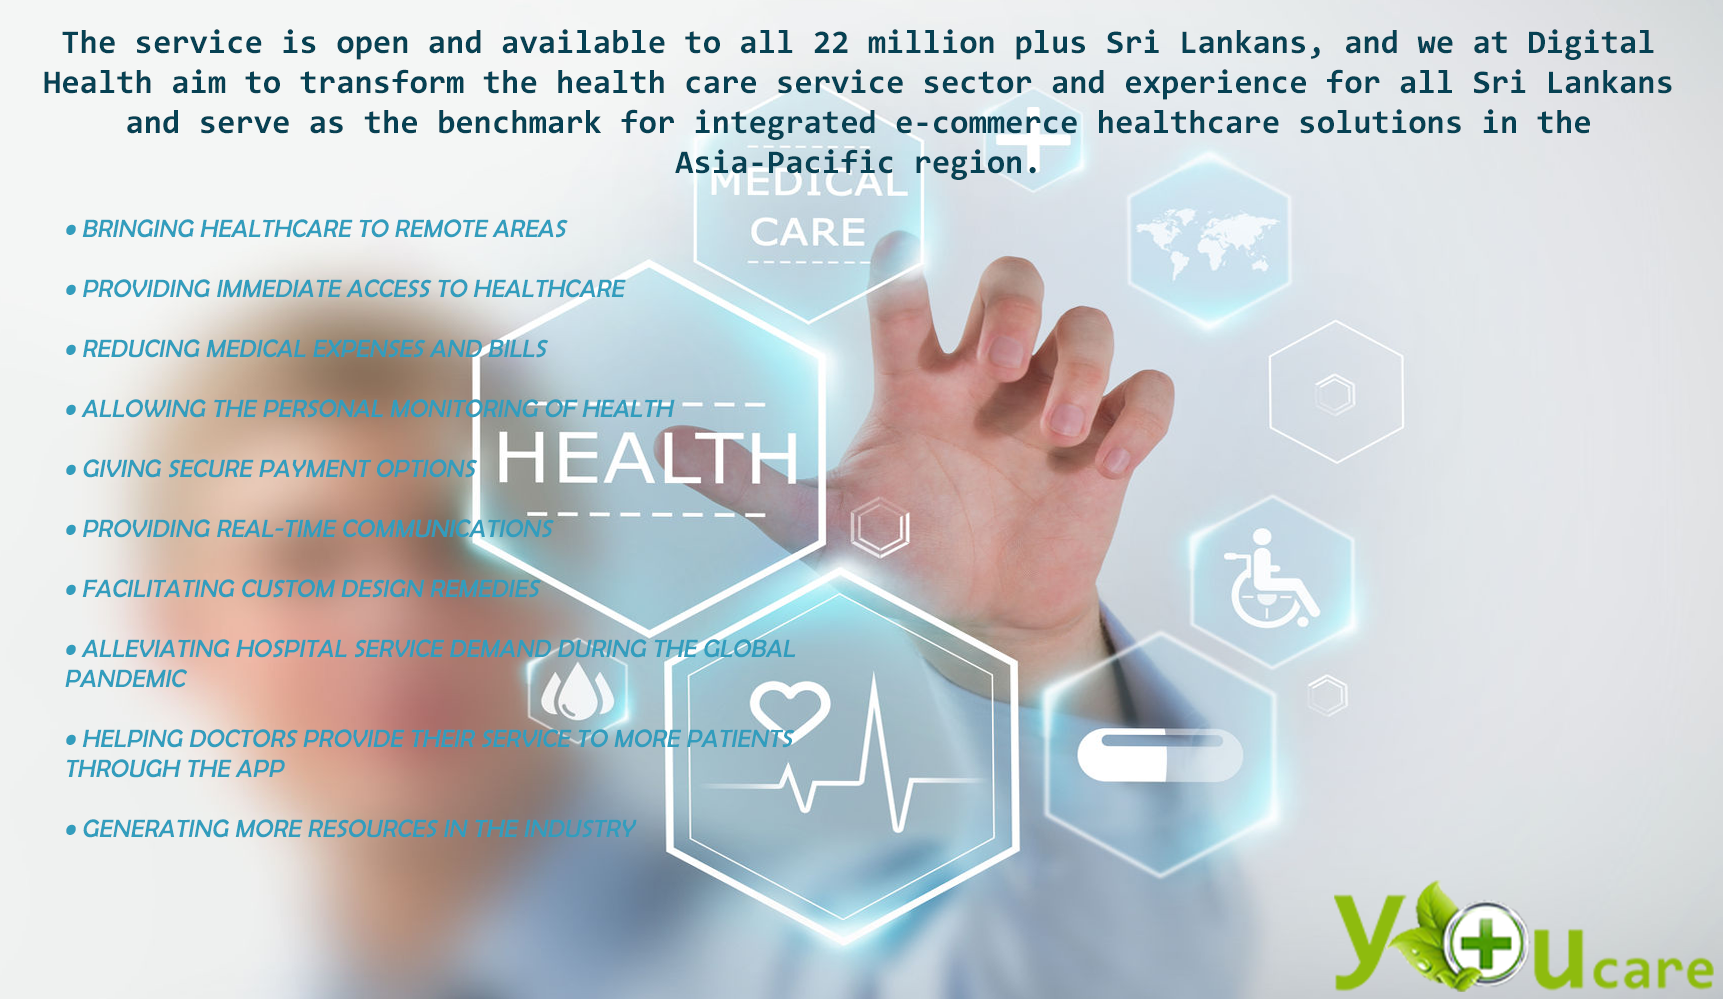 The service is open and available to all 22 million plus Sri Lankans, and we at Digital
Health aim to transform the health care service sector and experience for all Sri Lankans
and serve as the benchmark for integrated e-commerce healthcare solutions in the
Asia-Pacific region.
MEDICAL
CARE
• BRINGING HEALTHCARE TO REMOTE AREAS
• PROVIDING IMMEDIATE ACCESS TO HEALTHCARE
• REDUCING MEDICAL EXPENSES AND BILLS
• ALLOWING THE PERSONAL MONITORING OF HEALTH
HEALTH
• GIVING SECURE PAYMENT OPTIONS
• PROVIDING REAL-TIME COMMUNICATIONS
• FACILITATING CUSTOM DESIGN REMEDIES
• ALLEVIATING HOSPITAL SERVICE DEMAND DURING THE GLOBAL
PANDEMIC
• HELPING DOCTORS PROVIDE THEIR SERVICE TO MORE PATIENTS
THROUGH THE APP
• GENERATING MORE RESOURCES IN THE INDUSTRY
youcare